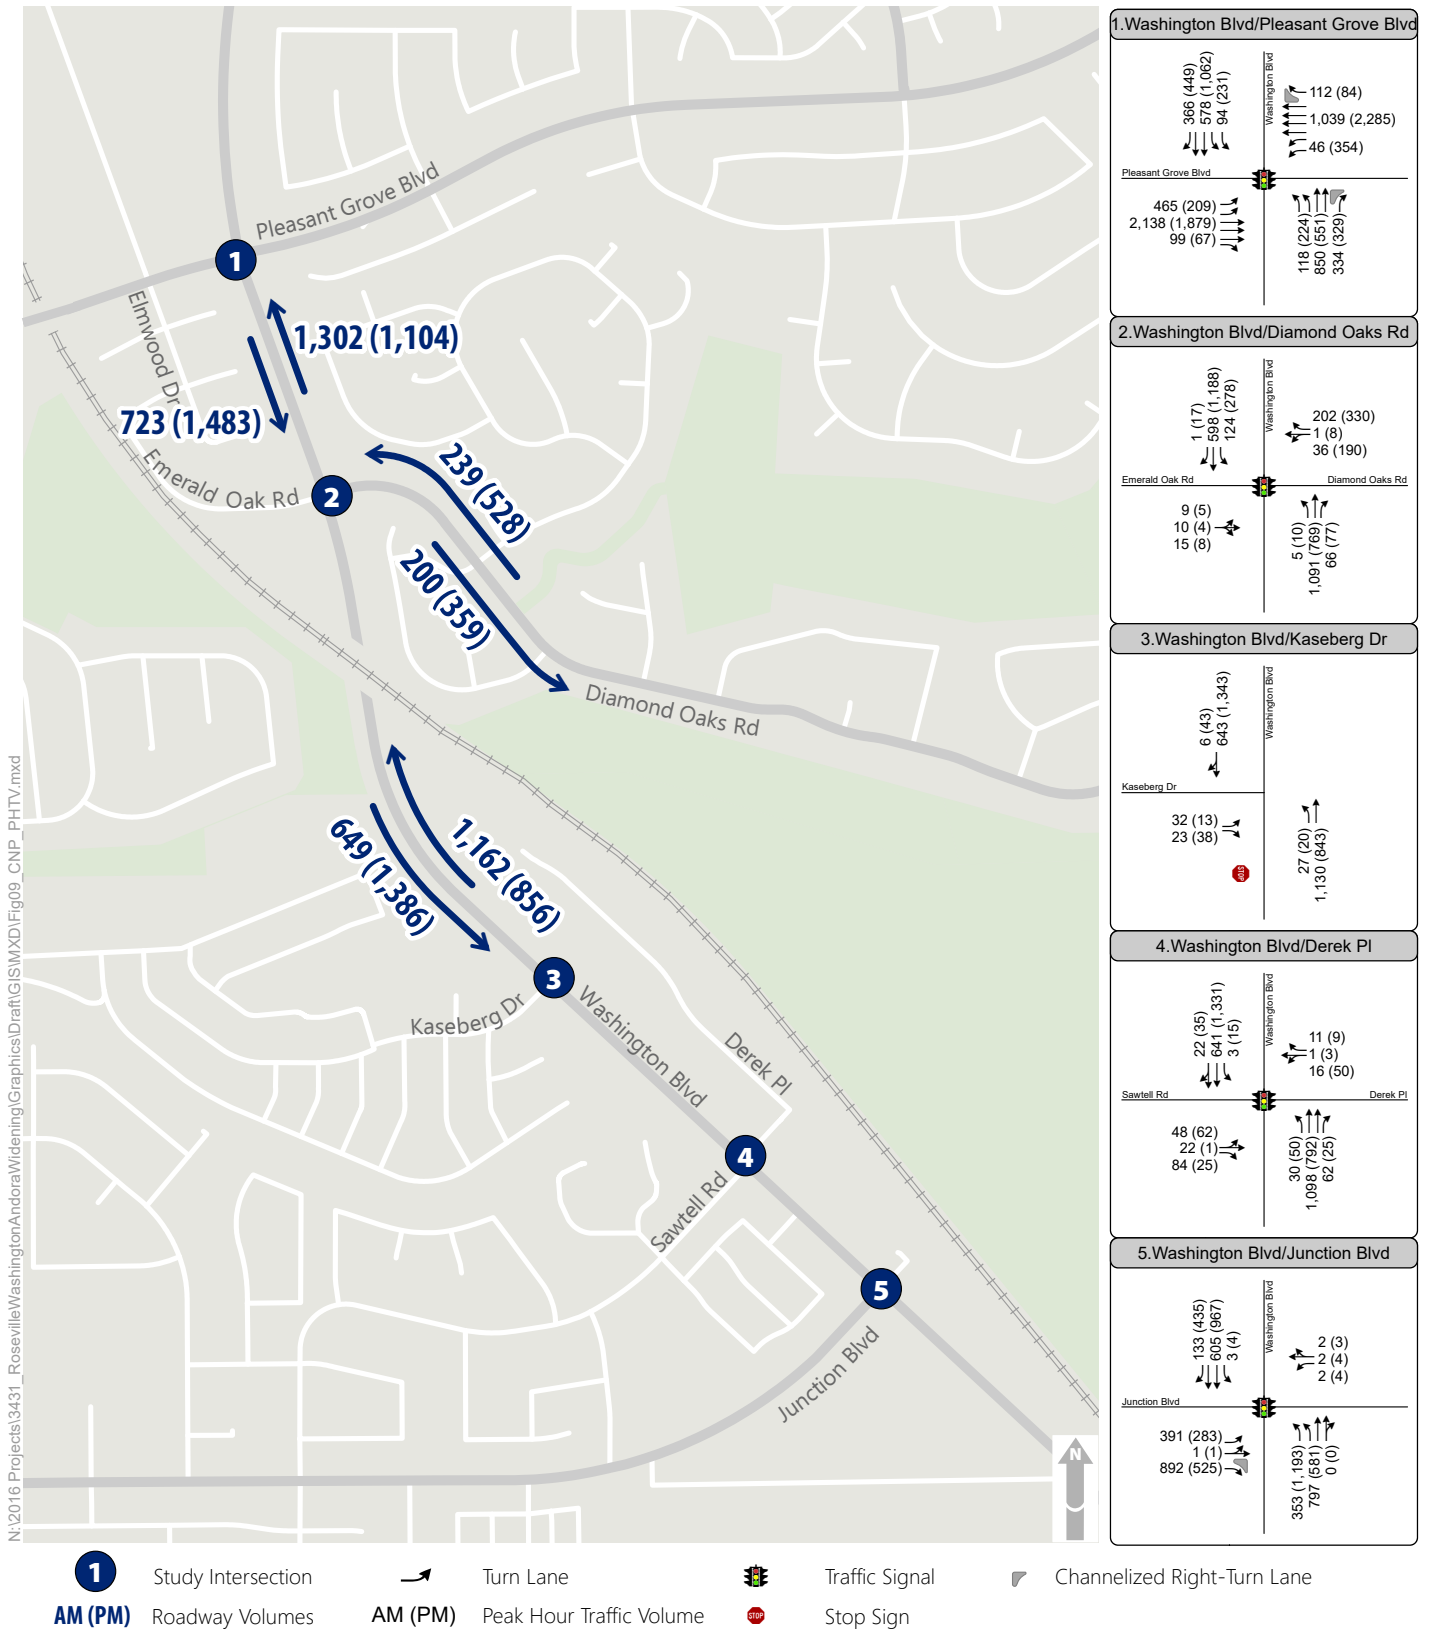 Pleasant Grove Blvd
1
Elmwood Dr
1,302 (1,104)
723 (1,483)
239 (528)
Emerald Oak Rd
2
200 (359)
Diamond Oaks Rd
649 (1,386)
1,162 (856)
3
Kaseberg Dr
Washington Blvd
Derek Pl
4
Sawtell Rd
5
Junction Blvd
N
N:\2016 Projects\3431_RosevilleWashingtonAndoraWidening\Graphics\Draft\GIS\MXD\Fig09_CNP_PHTV.mxd
1.Washington Blvd/Pleasant Grove Blvd
366 (449)
578 (1,062)
94 (231)
Washington Blvd
112 (84)
1,039 (2,285)
46 (354)
Pleasant Grove Blvd
465 (209)
2,138 (1,879)
99 (67)
118 (224)
850 (551)
334 (329)
2.Washington Blvd/Diamond Oaks Rd
1 (17)
598 (1,188)
124 (278)
Washington Blvd
202 (330)
1 (8)
36 (190)
Emerald Oak Rd
Diamond Oaks Rd
9 (5)
10 (4)
15 (8)
5 (10)
1,091 (769)
66 (77)
3.Washington Blvd/Kaseberg Dr
6 (43)
643 (1,343)
Washington Blvd
Kaseberg Dr
32 (13)
23 (38)
STOP
27 (20)
1,130 (843)
4.Washington Blvd/Derek Pl
22 (35)
641 (1,331)
3 (15)
Washington Blvd
11 (9)
1 (3)
16 (50)
Sawtell Rd
Derek Pl
48 (62)
22 (1)
84 (25)
30 (50)
1,098 (792)
62 (25)
5.Washington Blvd/Junction Blvd
133 (435)
605 (967)
3 (4)
Washington Blvd
2 (3)
2 (4)
2 (4)
Junction Blvd
391 (283)
1 (1)
892 (525)
353 (1,193)
797 (581)
0 (0)
1 Study Intersection
Turn Lane
Traffic Signal
Channelized Right-Turn Lane
AM (PM) Roadway Volumes
AM (PM) Peak Hour Traffic Volume
STOP Stop Sign